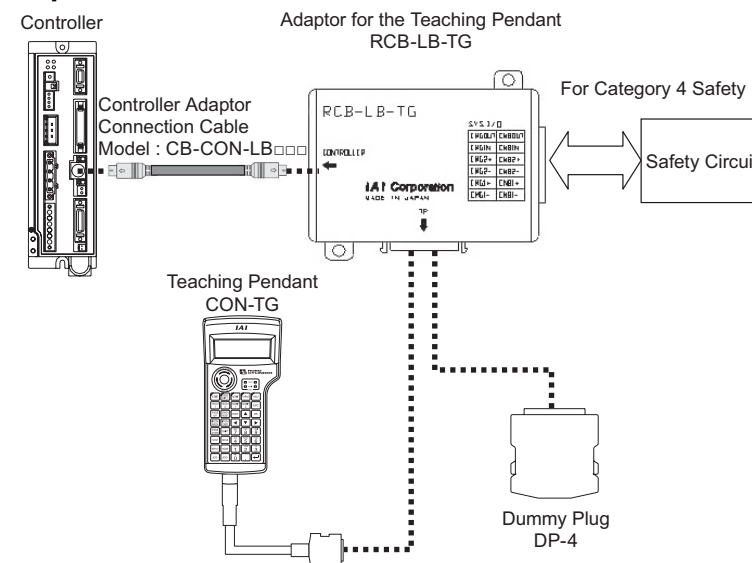 Controller
Adaptor for the Teaching Pendant
RCB-LB-TG
For Category 4 Safety
Controller Adaptor
Connection Cable
Model : CB-CON-LB□□□
RCB-LB-TG
CONTROLLER
SYS I/O
IAI Corporation
MADE IN JAPAN
TP
Safety Circui
Teaching Pendant
CON-TG
IAI
Dummy Plug
DP-4